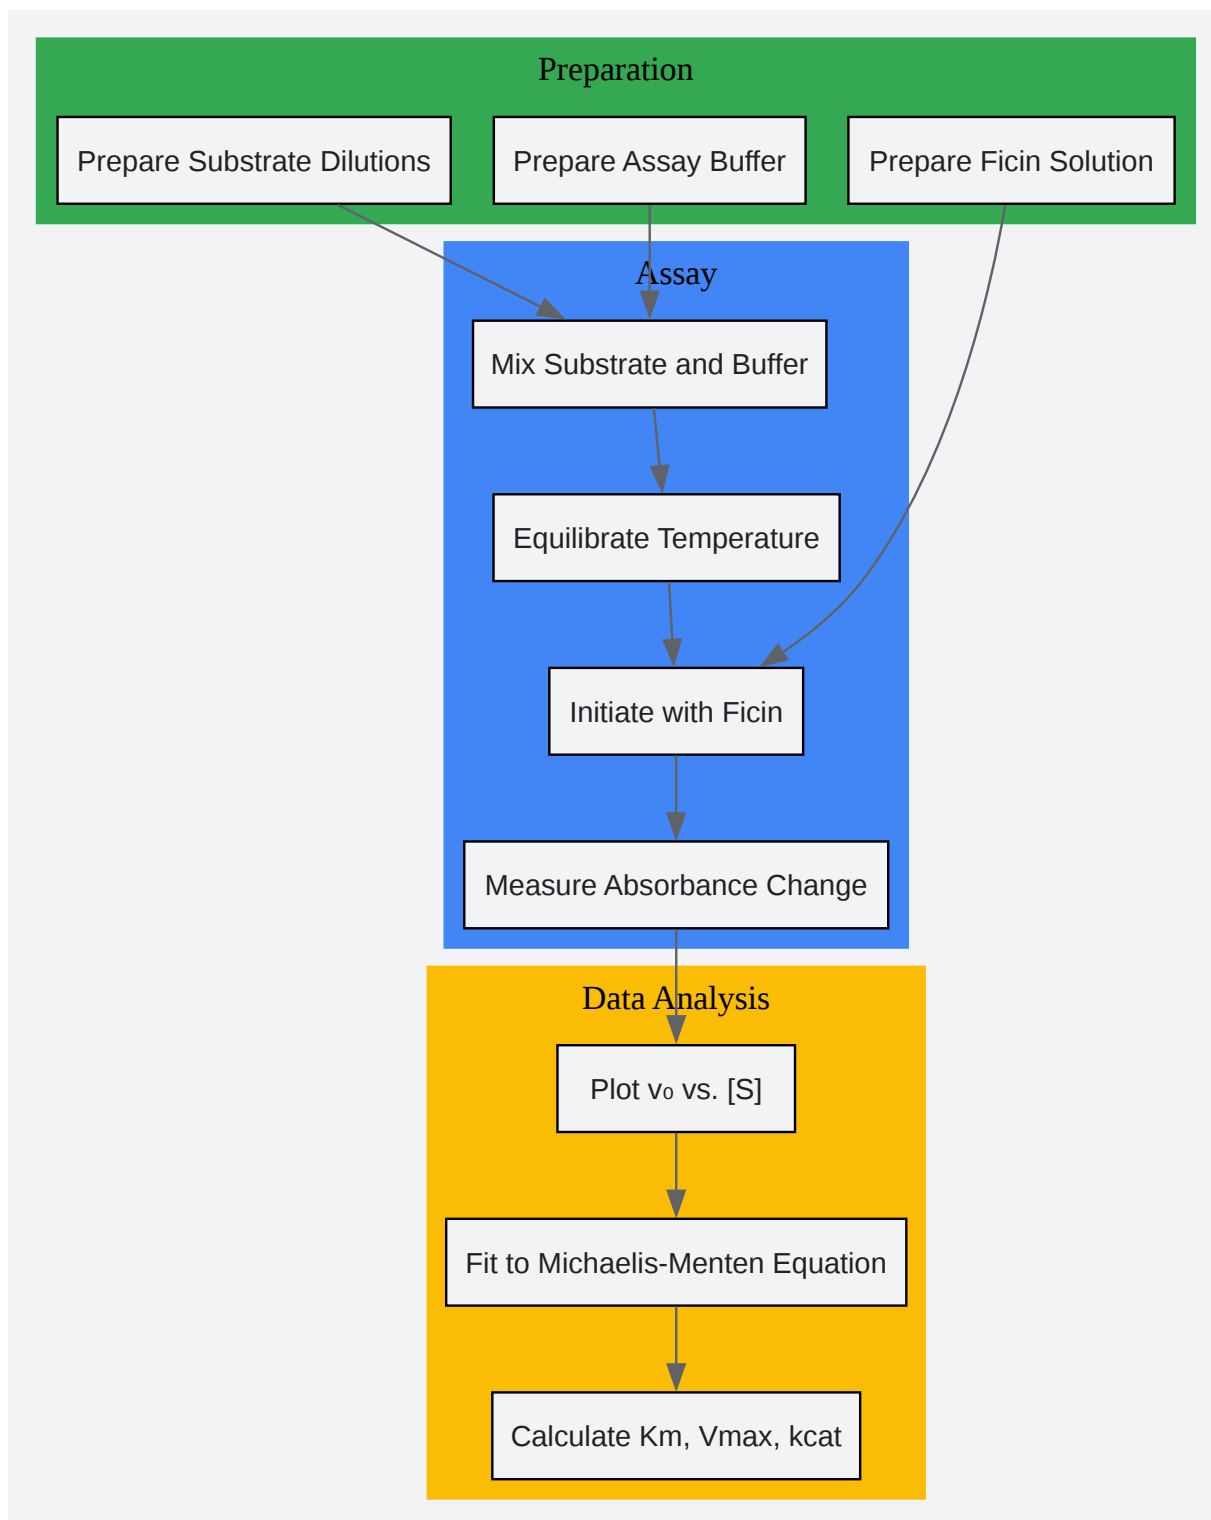 Preparation
Prepare Substrate Dilutions
Prepare Assay Buffer
Prepare Ficin Solution
Assay
Mix Substrate and Buffer
Equilibrate Temperature
Initiate with Ficin
Measure Absorbance Change
Data Analysis
Plot v₀ vs. [S]
Fit to Michaelis-Menten Equation
Calculate Km, Vmax, kcat